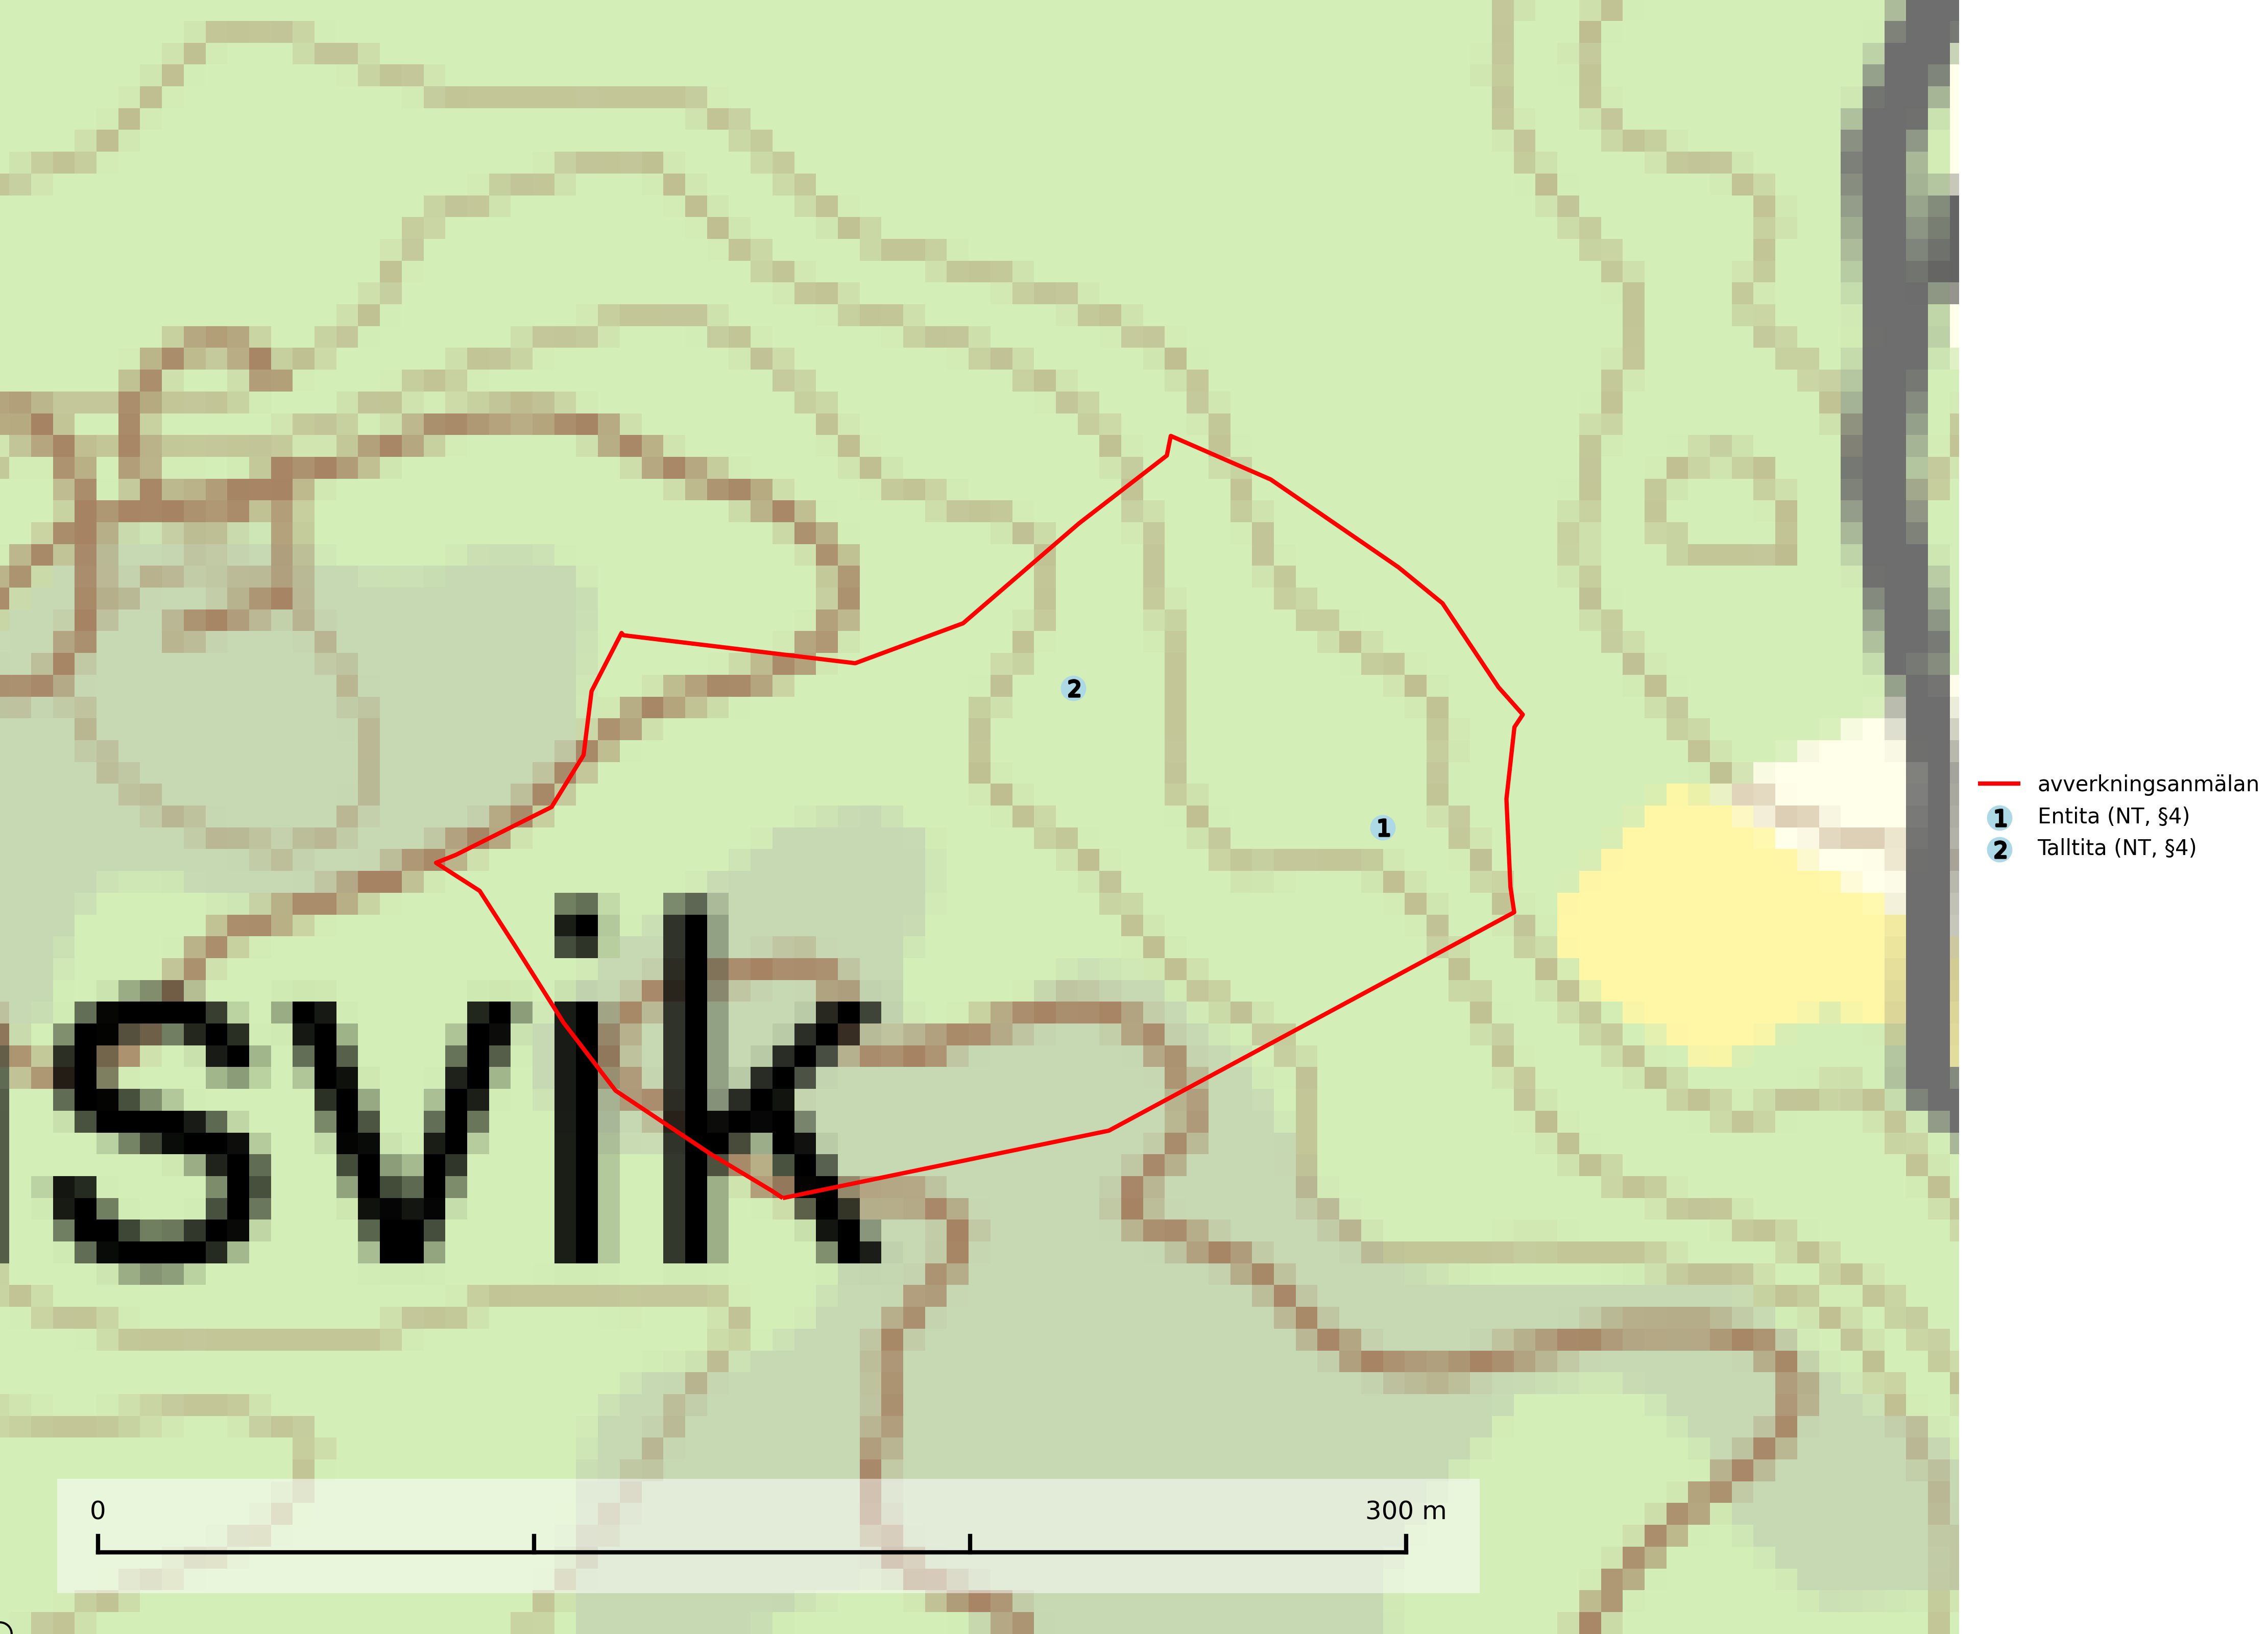 2
1
svik
avverkningsanmälan
1 Entita (NT, §4)
2 Talltita (NT, §4)
0 300 m